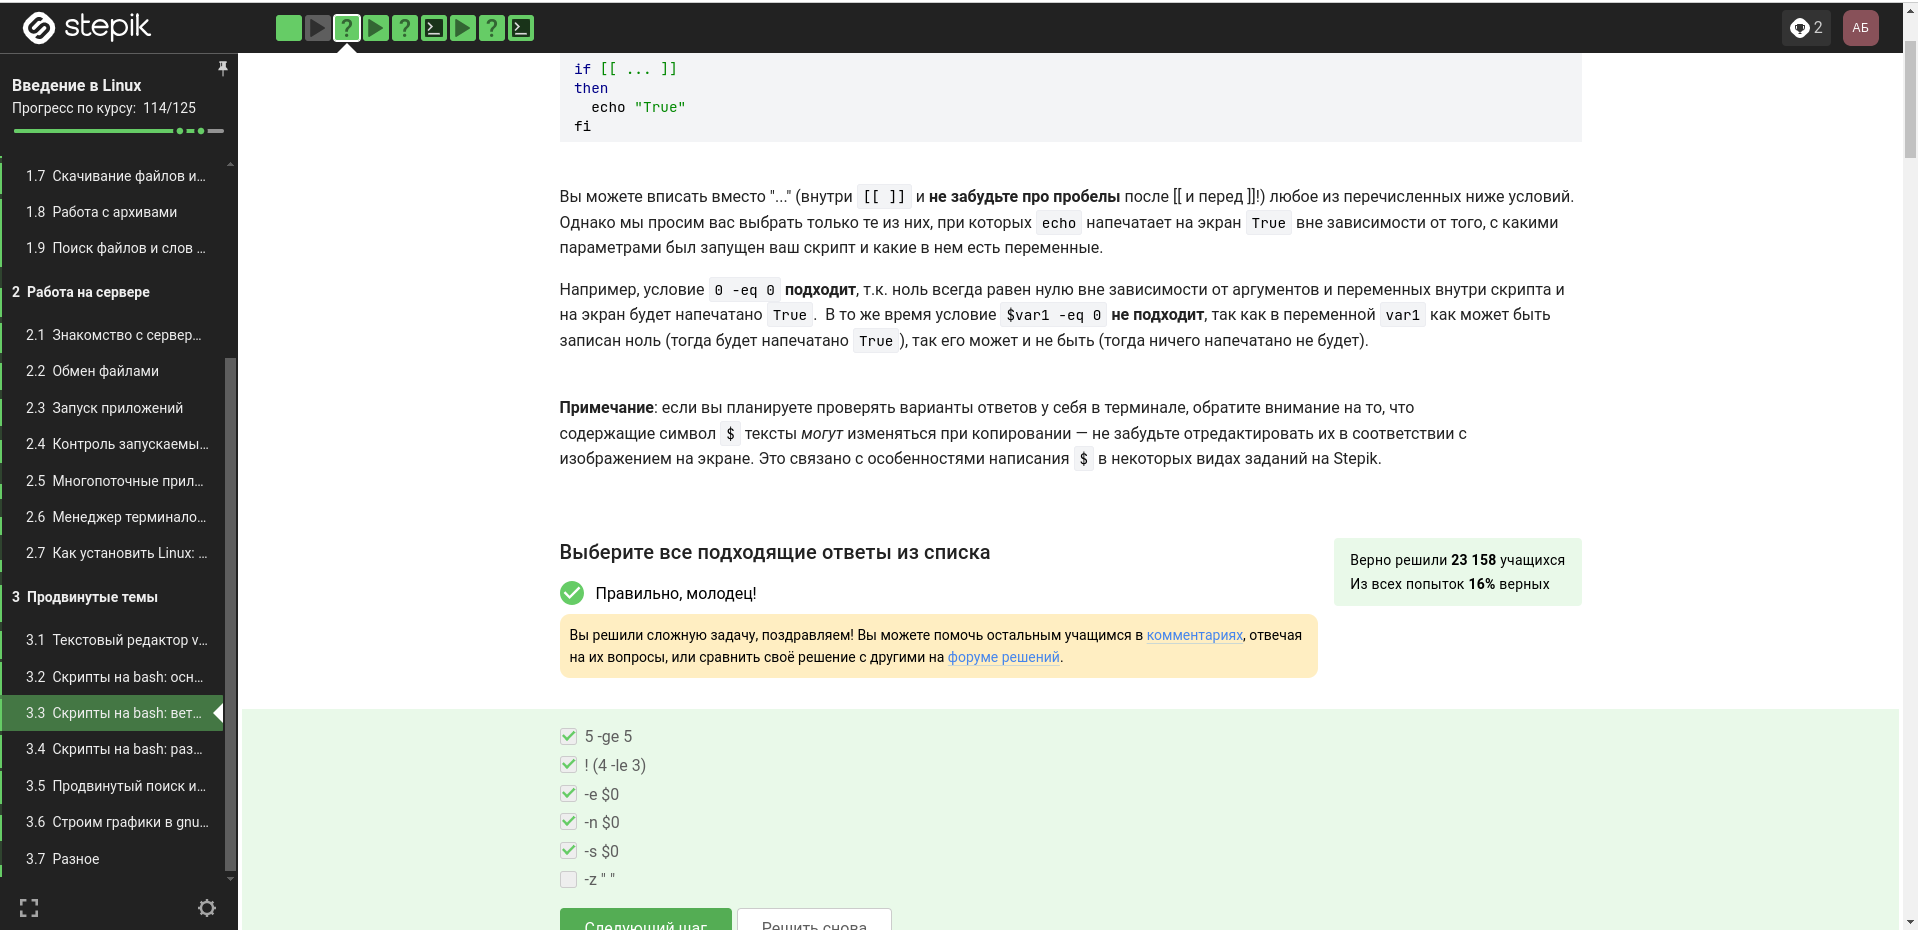 stepik
2
АБ
Введение в Linux
Прогресс по курсу: 114/125
1.7 Скачивание файлов и...
1.8 Работа с архивами
1.9 Поиск файлов и слов ...
2 Работа на сервере
2.1 Знакомство с сервер...
2.2 Обмен файлами
2.3 Запуск приложений
2.4 Контроль запускаемы...
2.5 Многопоточные прил...
2.6 Менеджер терминало...
2.7 Как установить Linux: ...
3 Продвинутые темы
3.1 Текстовый редактор v...
3.2 Скрипты на bash: осн...
3.3 Скрипты на bash: вет...
3.4 Скрипты на bash: раз...
3.5 Продвинутый поиск и...
3.6 Строим графики в gnu...
3.7 Разное
if [[ ... ]]
then
echo "True"
fi
Вы можете вписать вместо "..." (внутри [[ ]] и не забудьте про пробелы после [[ и перед ]]!) любое из перечисленных ниже условий.
Однако мы просим вас выбрать только те из них, при которых echo напечатает на экран True вне зависимости от того, с какими
параметрами был запущен ваш скрипт и какие в нем есть переменные.
Например, условие 0 -eq 0 подходит, т.к. ноль всегда равен нулю вне зависимости от аргументов и переменных внутри скрипта и
на экран будет напечатано True. В то же время условие $var1 -eq 0 не подходит, так как в переменной var1 как может быть
записан ноль (тогда будет напечатано True), так его может и не быть (тогда ничего напечатано не будет).
Примечание: если вы планируете проверять варианты ответов у себя в терминале, обратите внимание на то, что
содержащие символ $ тексты могут изменяться при копировании — не забудьте отредактировать их в соответствии с
изображением на экране. Это связано с особенностями написания $ в некоторых видах заданий на Stepik.
Выберите все подходящие ответы из списка
Верно решили 23 158 учащихся
Из всех попыток 16% верных
Правильно, молодец!
Вы решили сложную задачу, поздравляем! Вы можете помочь остальным учащимся в комментариях, отвечая
на их вопросы, или сравнить своё решение с другими на форуме решений.
5 -ge 5
! (4 -le 3)
-e $0
-n $0
-s $0
-z " "
Следующий шаг
Решить снова